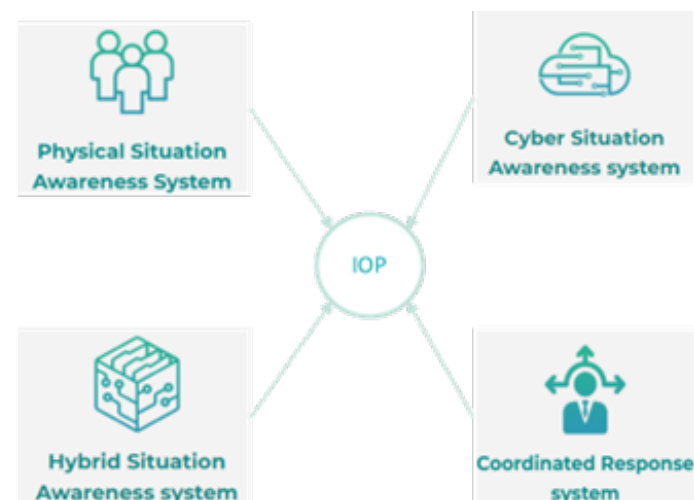 Physical Situation
Awareness System
Cyber Situation
Awareness system
IOP
Hybrid Situation
Awareness system
Coordinated Response
system